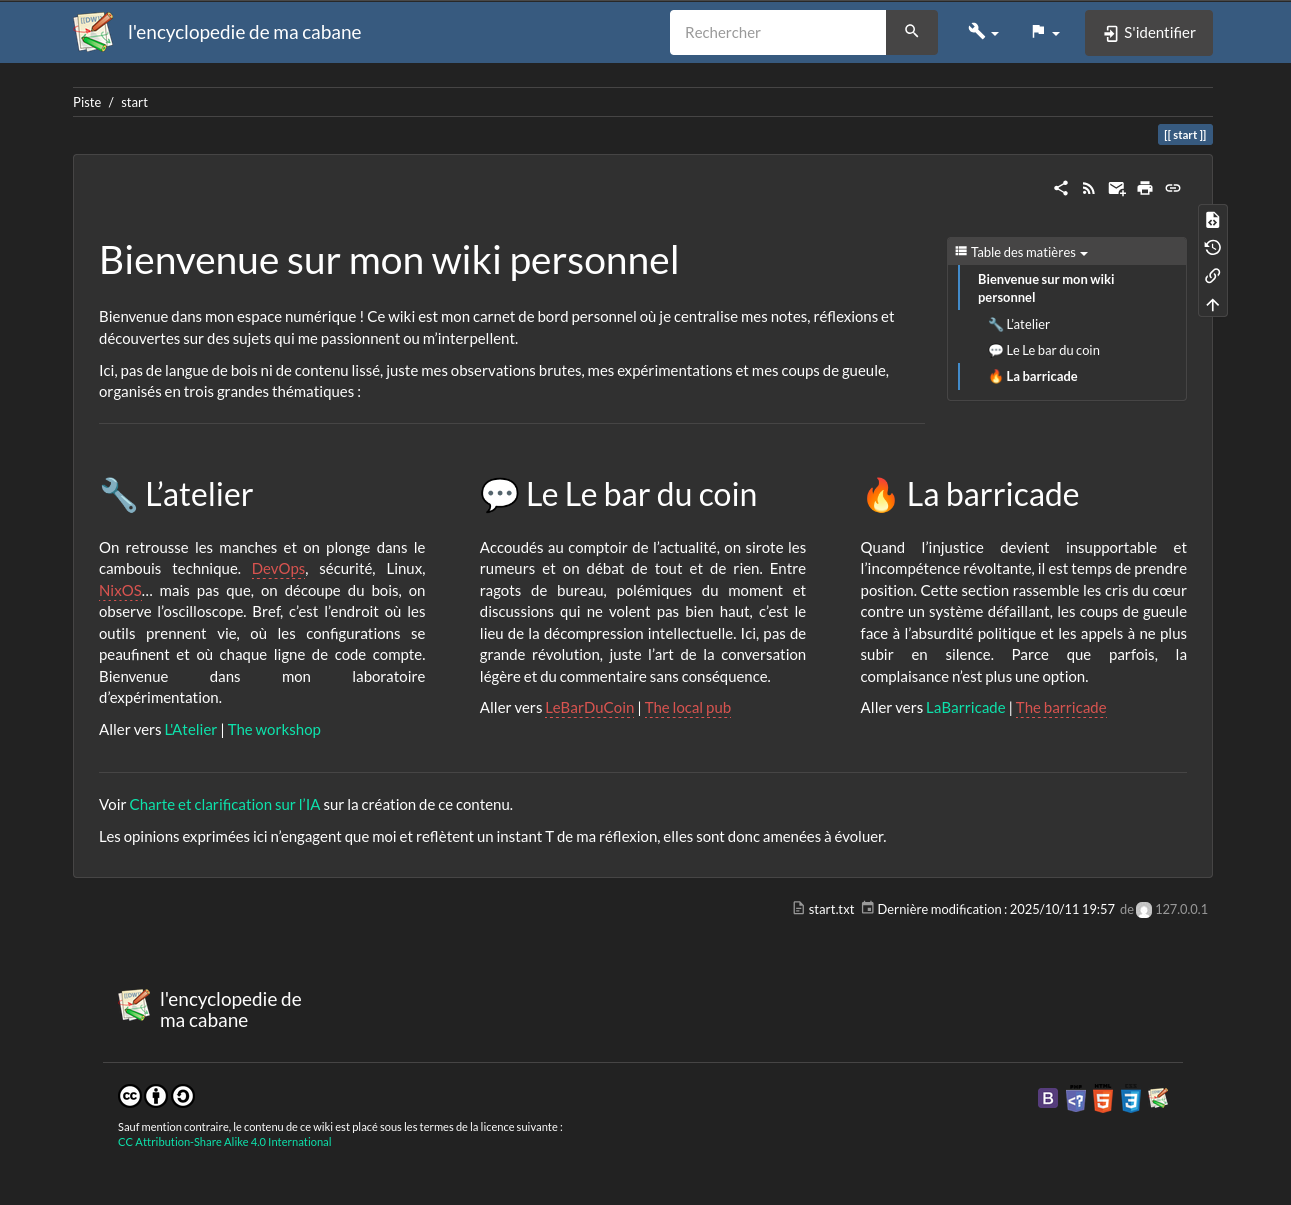 l'encyclopedie de ma cabane
Rechercher
S'identifier
Piste / start
[[ start ]]
Bienvenue sur mon wiki personnel
Bienvenue dans mon espace numérique ! Ce wiki est mon carnet de bord personnel où je centralise mes notes, réflexions et
découvertes sur des sujets qui me passionnent ou m’interpellent.
Ici, pas de langue de bois ni de contenu lissé, juste mes observations brutes, mes expérimentations et mes coups de gueule,
organisés en trois grandes thématiques :
Table des matières
Bienvenue sur mon wiki
personnel
🔧 L’atelier
💬 Le Le bar du coin
🔥 La barricade
🔧 L’atelier
On retrousse les manches et on plonge dans le
cambouis technique. DevOps, sécurité, Linux,
NixOS… mais pas que, on découpe du bois, on
observe l’oscilloscope. Bref, c’est l’endroit où les
outils prennent vie, où les configurations se
peaufinent et où chaque ligne de code compte.
Bienvenue dans mon laboratoire
d’expérimentation.
Aller vers L'Atelier | The workshop
💬 Le Le bar du coin
Accoudés au comptoir de l’actualité, on sirote les
rumeurs et on débat de tout et de rien. Entre
ragots de bureau, polémiques du moment et
discussions qui ne volent pas bien haut, c’est le
lieu de la décompression intellectuelle. Ici, pas de
grande révolution, juste l’art de la conversation
légère et du commentaire sans conséquence.
Aller vers LeBarDuCoin | The local pub
🔥 La barricade
Quand l’injustice devient insupportable et
l’incompétence révoltante, il est temps de prendre
position. Cette section rassemble les cris du cœur
contre un système défaillant, les coups de gueule
face à l’absurdité politique et les appels à ne plus
subir en silence. Parce que parfois, la
complaisance n’est plus une option.
Aller vers LaBarricade | The barricade
Voir Charte et clarification sur l’IA sur la création de ce contenu.
Les opinions exprimées ici n’engagent que moi et reflètent un instant T de ma réflexion, elles sont donc amenées à évoluer.
start.txt Dernière modification : 2025/10/11 19:57 de 127.0.0.1
l'encyclopedie de
ma cabane
Sauf mention contraire, le contenu de ce wiki est placé sous les termes de la licence suivante :
CC Attribution-Share Alike 4.0 International